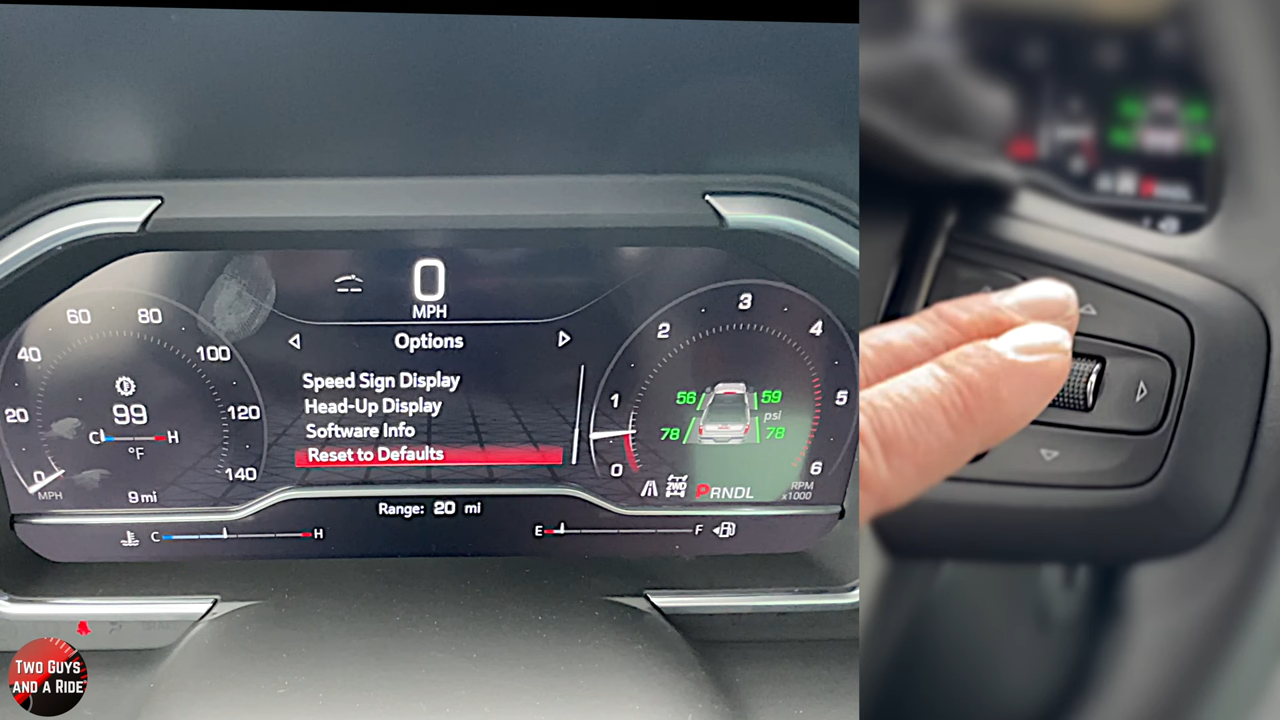 0
MPH
Options
Speed Sign Display
Head-Up Display
Software Info
Reset to Defaults
0
20
40
60
80
100
120
140
MPH
99
C H
°F
9 mi
0
1
2
3
4
5
6
RPM
x1000
56 59
psi
78 78
2WD
PRNDL
Range: 20 mi
C H
E F
PRNDL
TWO GUYS
AND A RIDE